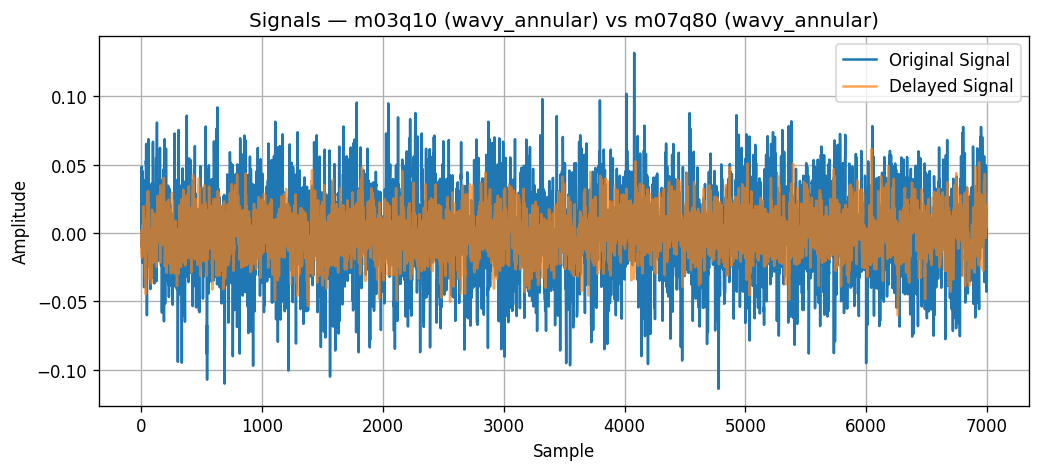 Signals — m03q10 (wavy_annular) vs m07q80 (wavy_annular)
Original Signal
Delayed Signal
0.10
0.05
0.00
−0.05
−0.10
Amplitude
0 1000 2000 3000 4000 5000 6000 7000
Sample